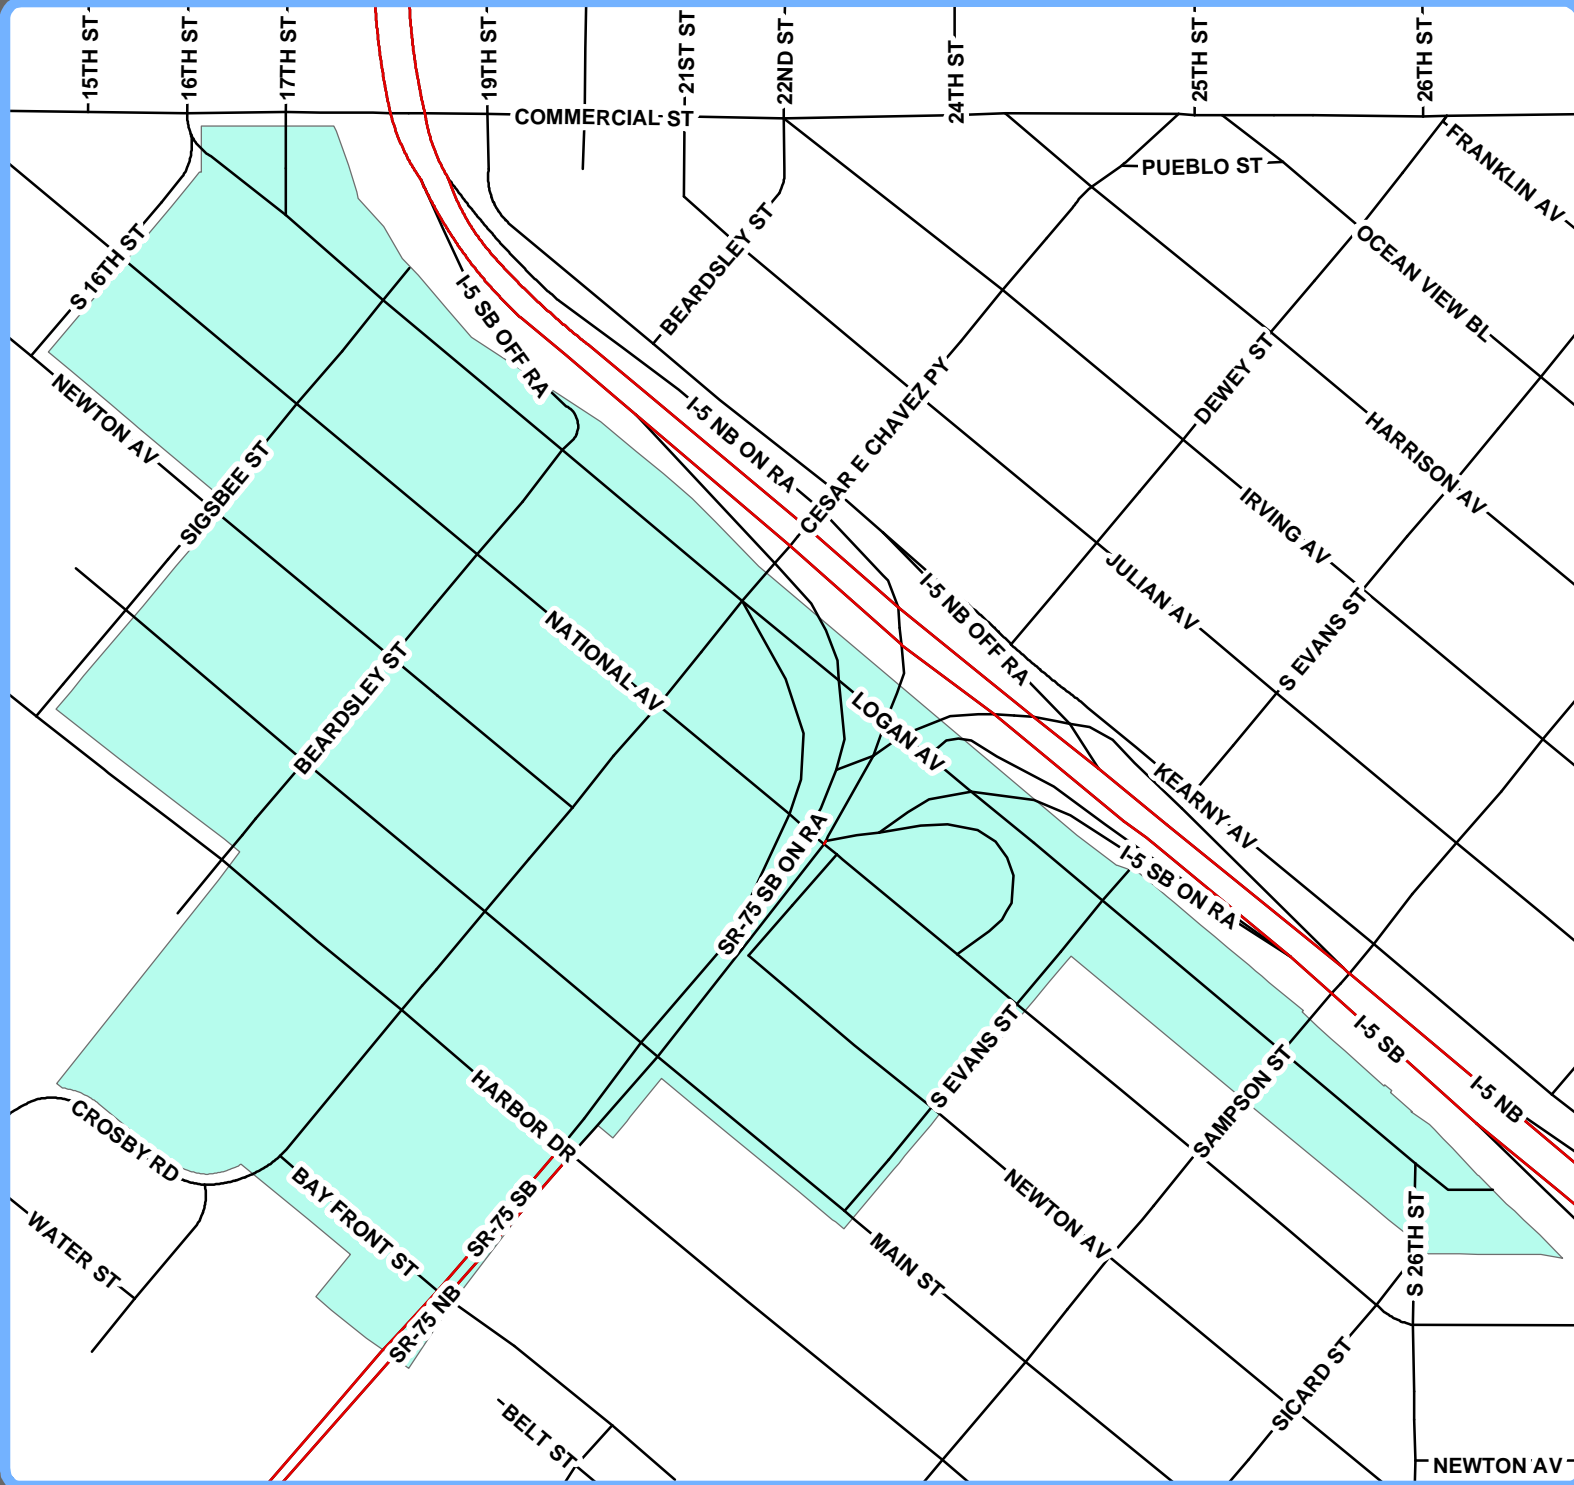 15TH ST
16TH ST
17TH ST
19TH ST
21ST ST
22ND ST
24TH ST
25TH ST
26TH ST
COMMERCIAL ST
PUEBLO ST
FRANKLIN AV
S 16TH ST
BEARDSLEY ST
OCEAN VIEW BL
I-5 SB OFF RA
NEWTON AV
I-5 NB ON RA
CESAR E CHAVEZ PY
DEWEY ST
HARRISON AV
SIGSBEE ST
IRVING AV
JULIAN AV
I-5 NB OFF RA
S EVANS ST
NATIONAL AV
BEARDSLEY ST
LOGAN AV
KEARNY AV
SR-75 SB ON RA
I-5 SB ON RA
I-5 SB
I-5 NB
S EVANS ST
SAMPSON ST
HARBOR DR
CROSBY RD
BAY FRONT ST
SR-75 SB
NEWTON AV
WATER ST
MAIN ST
S 26TH ST
SR-75 NB
SICARD ST
BELT ST
NEWTON AV